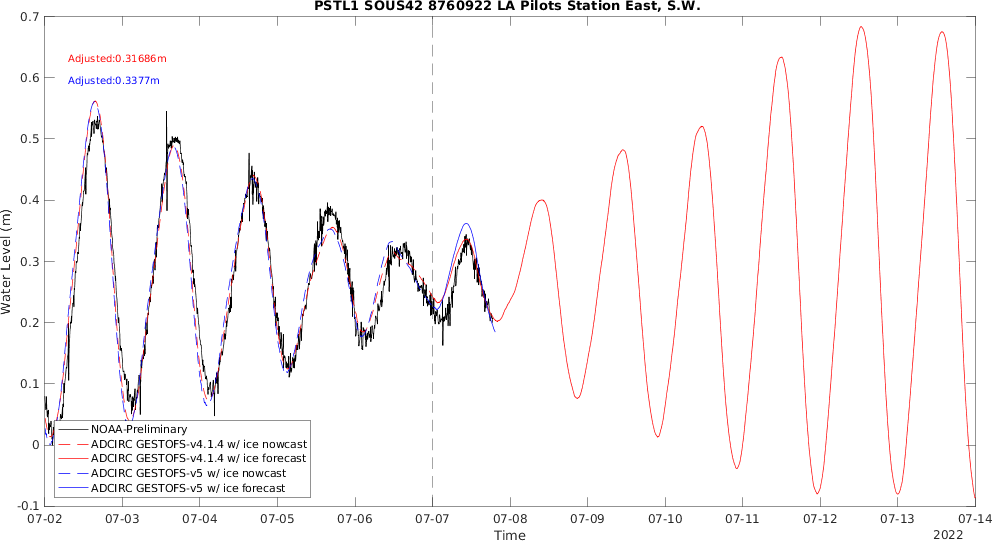 PSTL1 SOUS42 8760922 LA Pilots Station East, S.W.
0.7
0.6
0.5
0.4
0.3
0.2
0.1
0
-0.1
Water Level (m)
Adjusted:0.31686m
Adjusted:0.3377m
NOAA-Preliminary
ADCIRC GESTOFS-v4.1.4 w/ ice nowcast
ADCIRC GESTOFS-v4.1.4 w/ ice forecast
ADCIRC GESTOFS-v5 w/ ice nowcast
ADCIRC GESTOFS-v5 w/ ice forecast
07-02 07-03 07-04 07-05 07-06 07-07 07-08 07-09 07-10 07-11 07-12 07-13 07-14
Time
2022